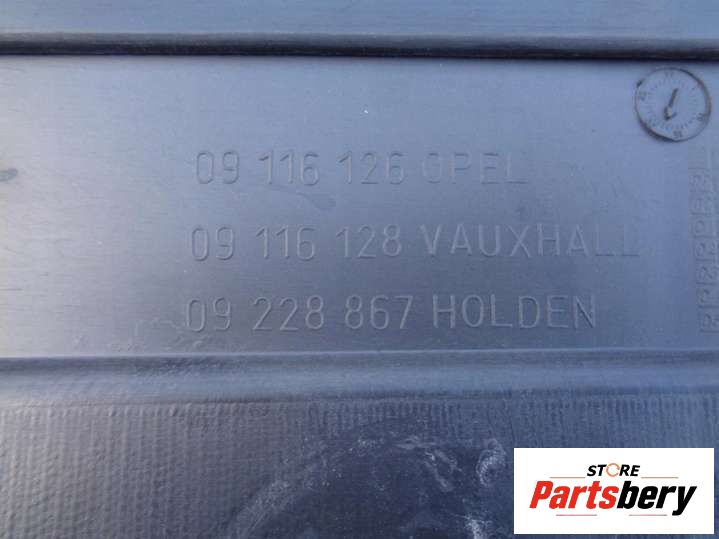 09 116 126 OPEL
09 116 128 VAUXHALL
09 228 867 HOLDEN
STORE
Partsbery